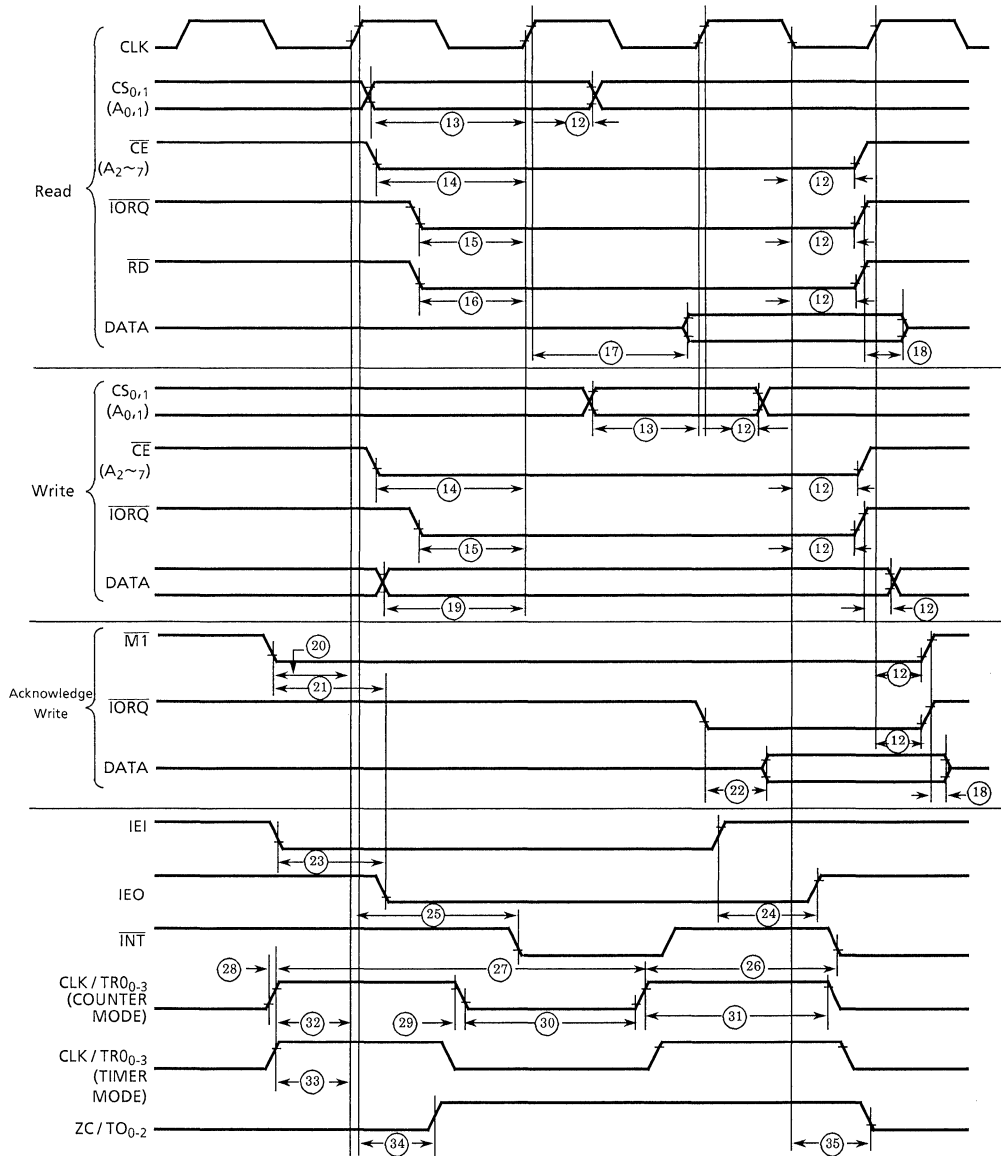 CLK
CS0,1
(A0,1)
13
12
CE
(A2~7)
14
12
Read
IORQ
15
12
RD
16
12
DATA
17
18
CS0,1
(A0,1)
13
12
CE
(A2~7)
14
12
Write
IORQ
15
12
DATA
19
12
M1
20
21
12
Acknowledge
Write
IORQ
12
DATA
22
18
IEI
23
IEO
25
24
INT
28
27
26
CLK / TR00-3
(COUNTER
MODE)
32
29
30
31
CLK / TR00-3
(TIMER
MODE)
33
ZC / TO0-2
34
35